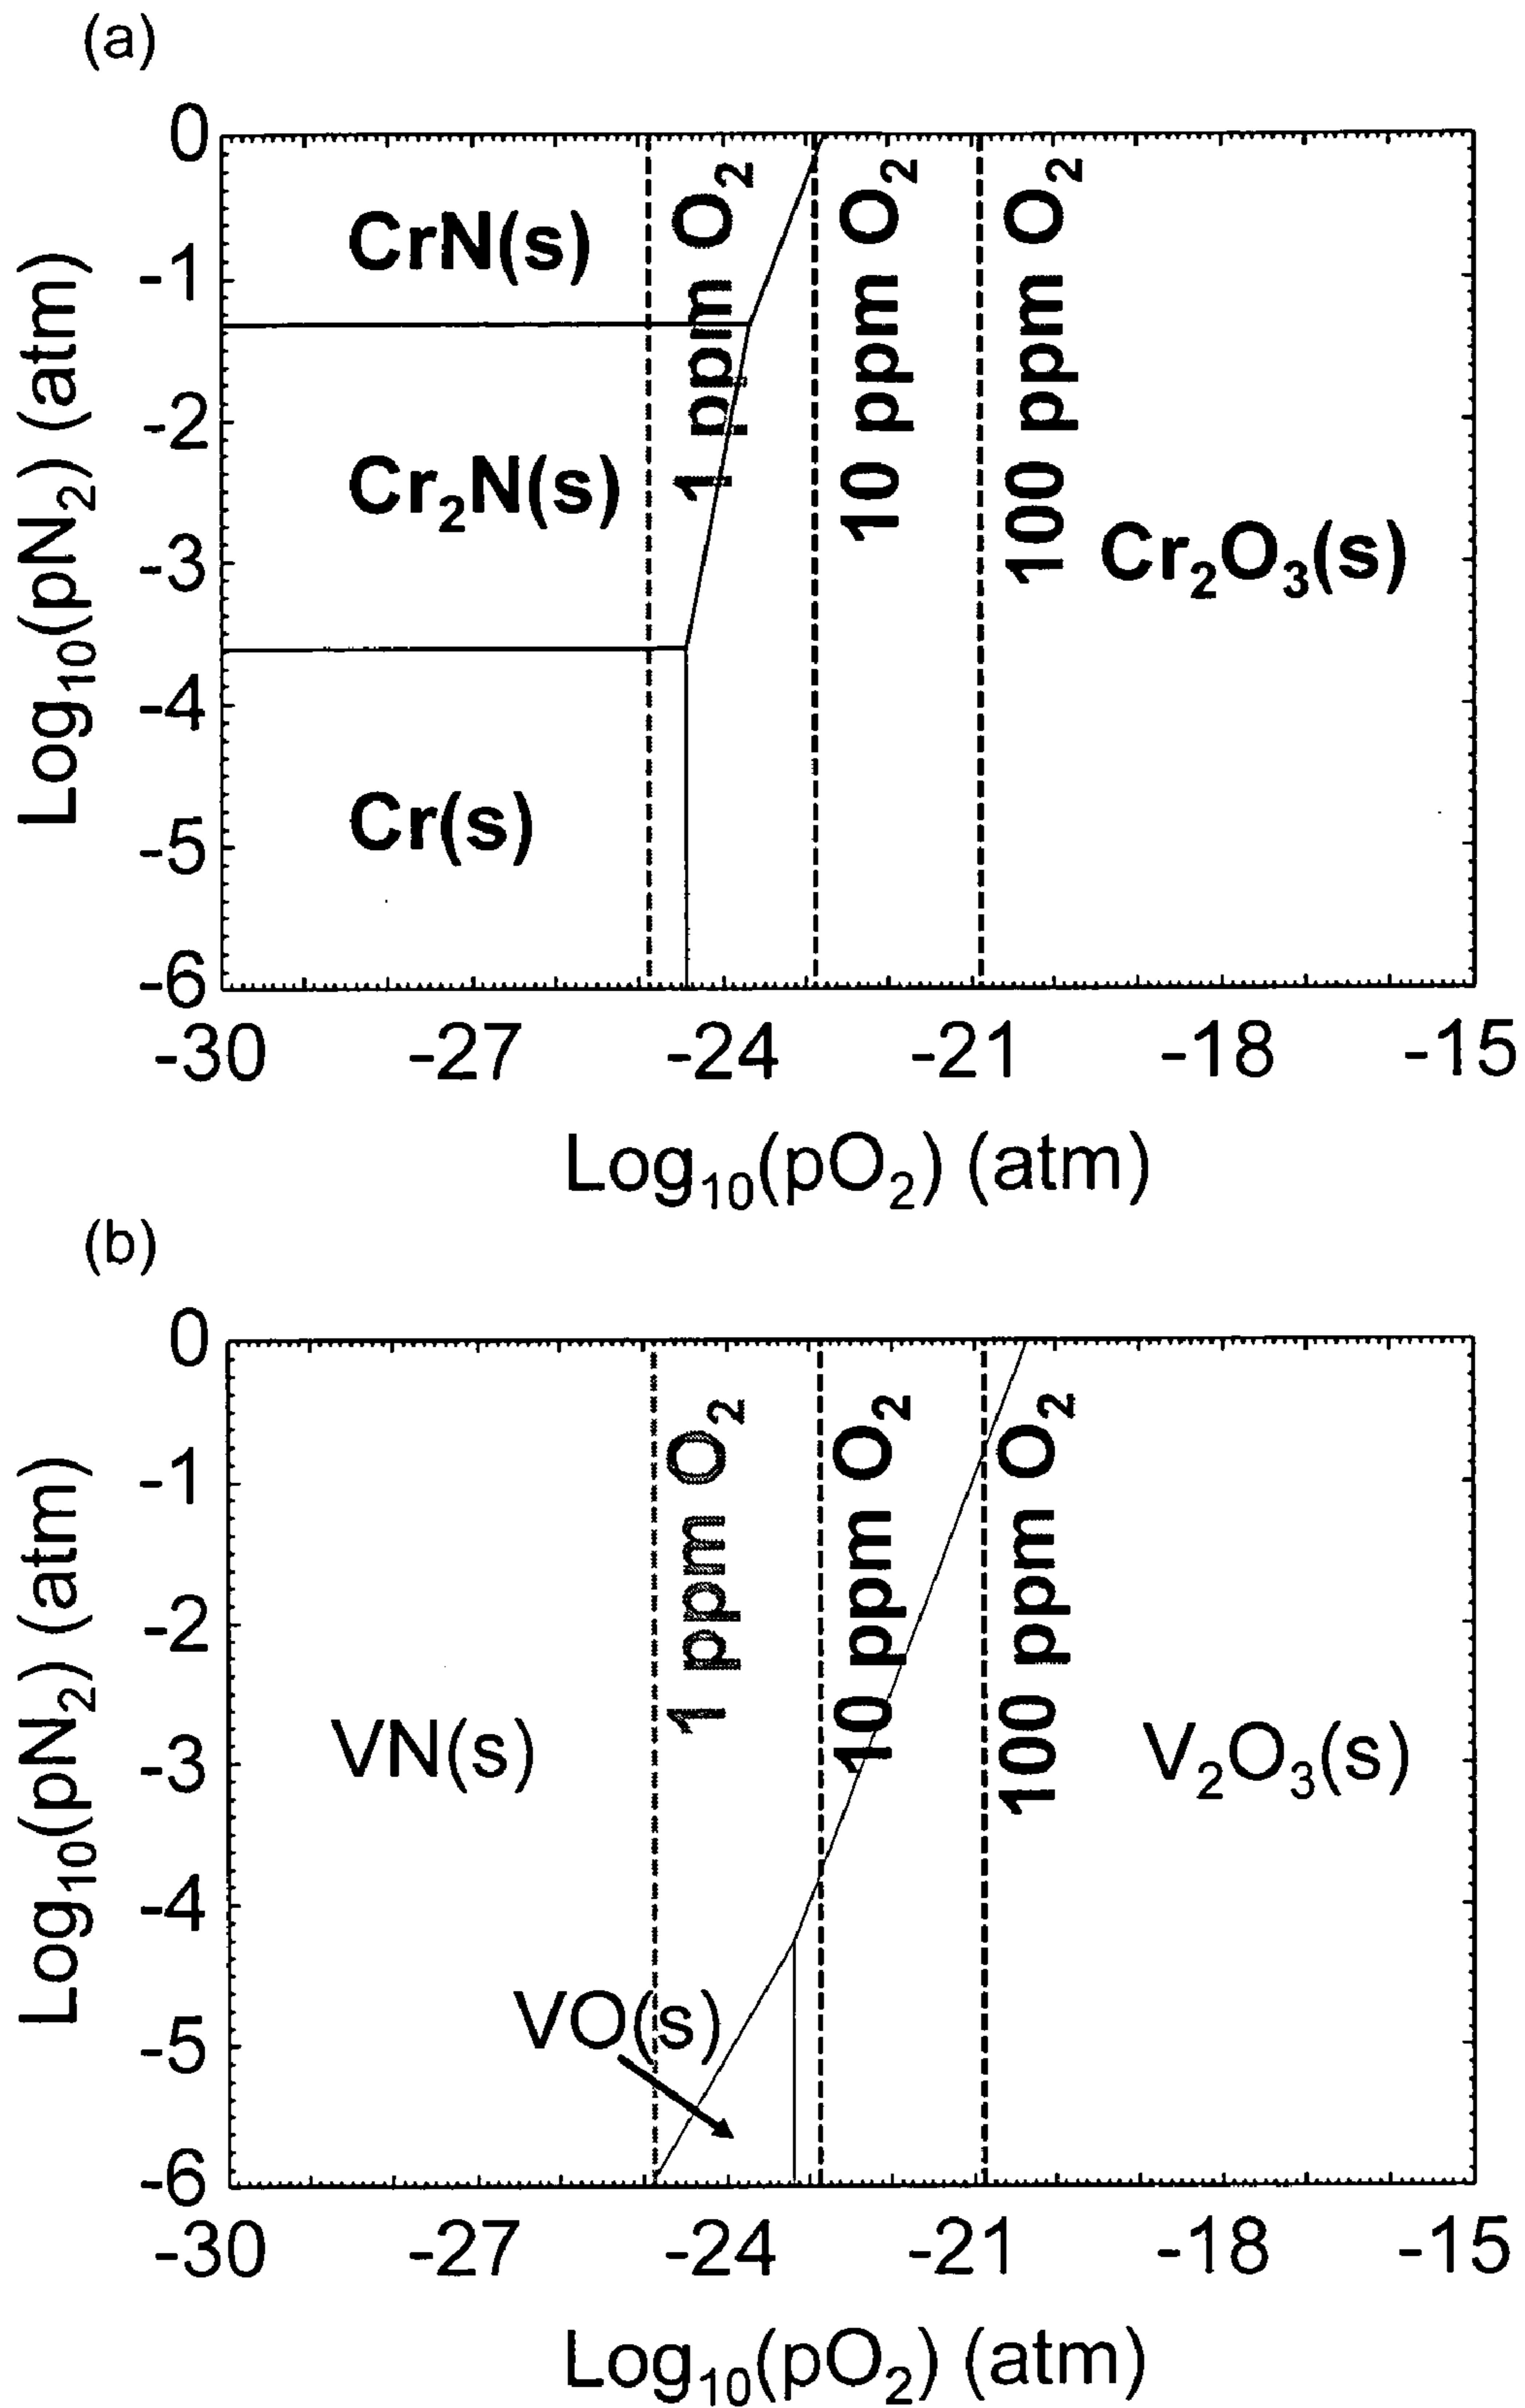 (a)
0
-1
-2
-3
-4
-5
-6
Log₁₀(pN₂) (atm)
CrN(s)
Cr₂N(s)
Cr(s)
1 ppm O₂
10 ppm O₂
100 ppm O₂
Cr₂O₃(s)
-30 -27 -24 -21 -18 -15
Log₁₀(pO₂) (atm)
(b)
0
-1
-2
-3
-4
-5
-6
Log₁₀(pN₂) (atm)
VN(s)
VO(s)
1 ppm O₂
10 ppm O₂
100 ppm O₂
V₂O₃(s)
-30 -27 -24 -21 -18 -15
Log₁₀(pO₂) (atm)